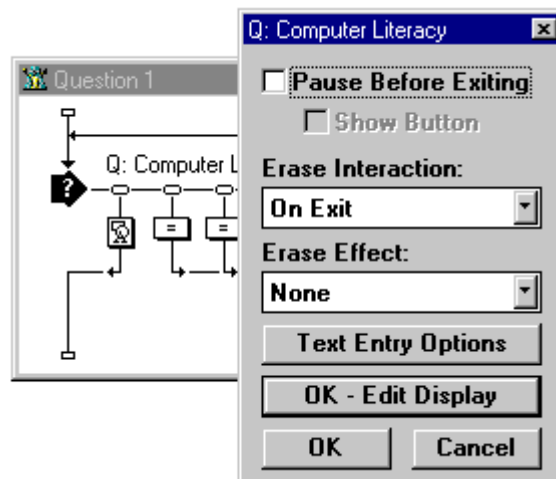 Q: Computer Literacy
Question 1
Q: Computer L
?
=
=
Pause Before Exiting
Show Button
Erase Interaction:
On Exit
Erase Effect:
None
Text Entry Options
OK - Edit Display
OK
Cancel